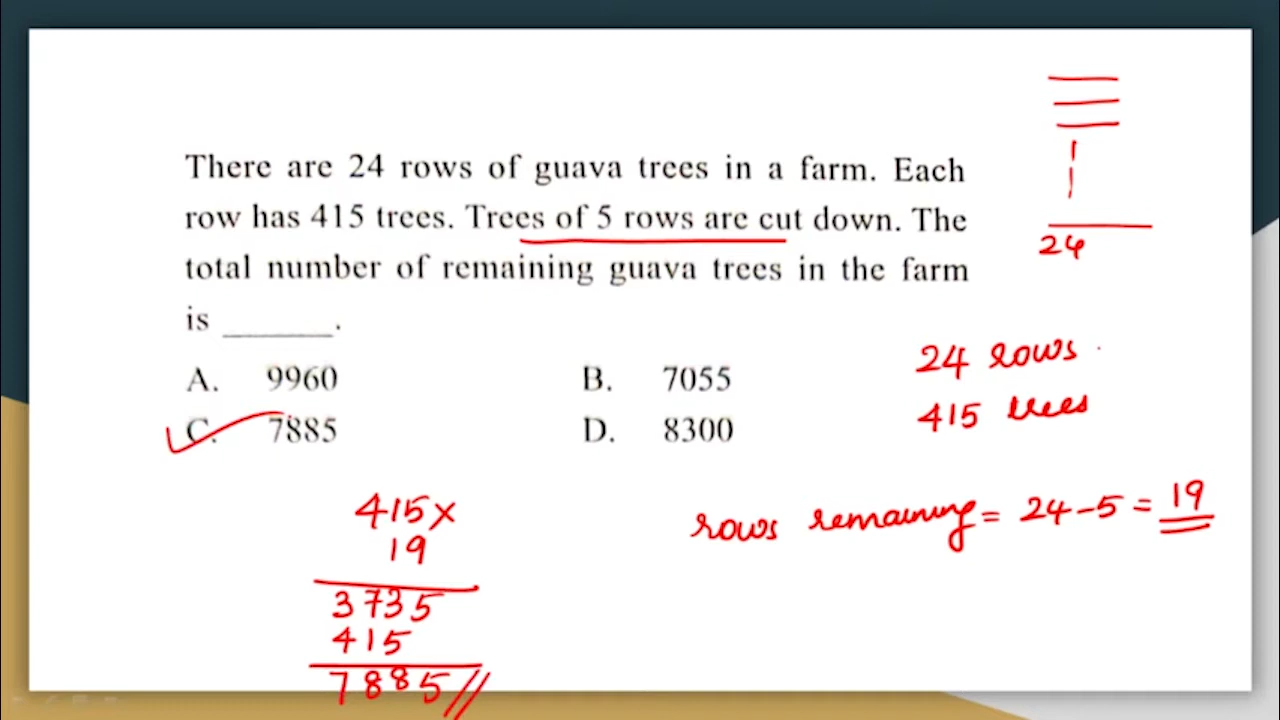 There are 24 rows of guava trees in a farm. Each
row has 415 trees. Trees of 5 rows are cut down. The
total number of remaining guava trees in the farm
is ______.
A. 9960 B. 7055
C. 7885 D. 8300
24
24 rows
415 trees
rows remaining = 24 - 5 = 19
415 x
19
3735
415
7885 //